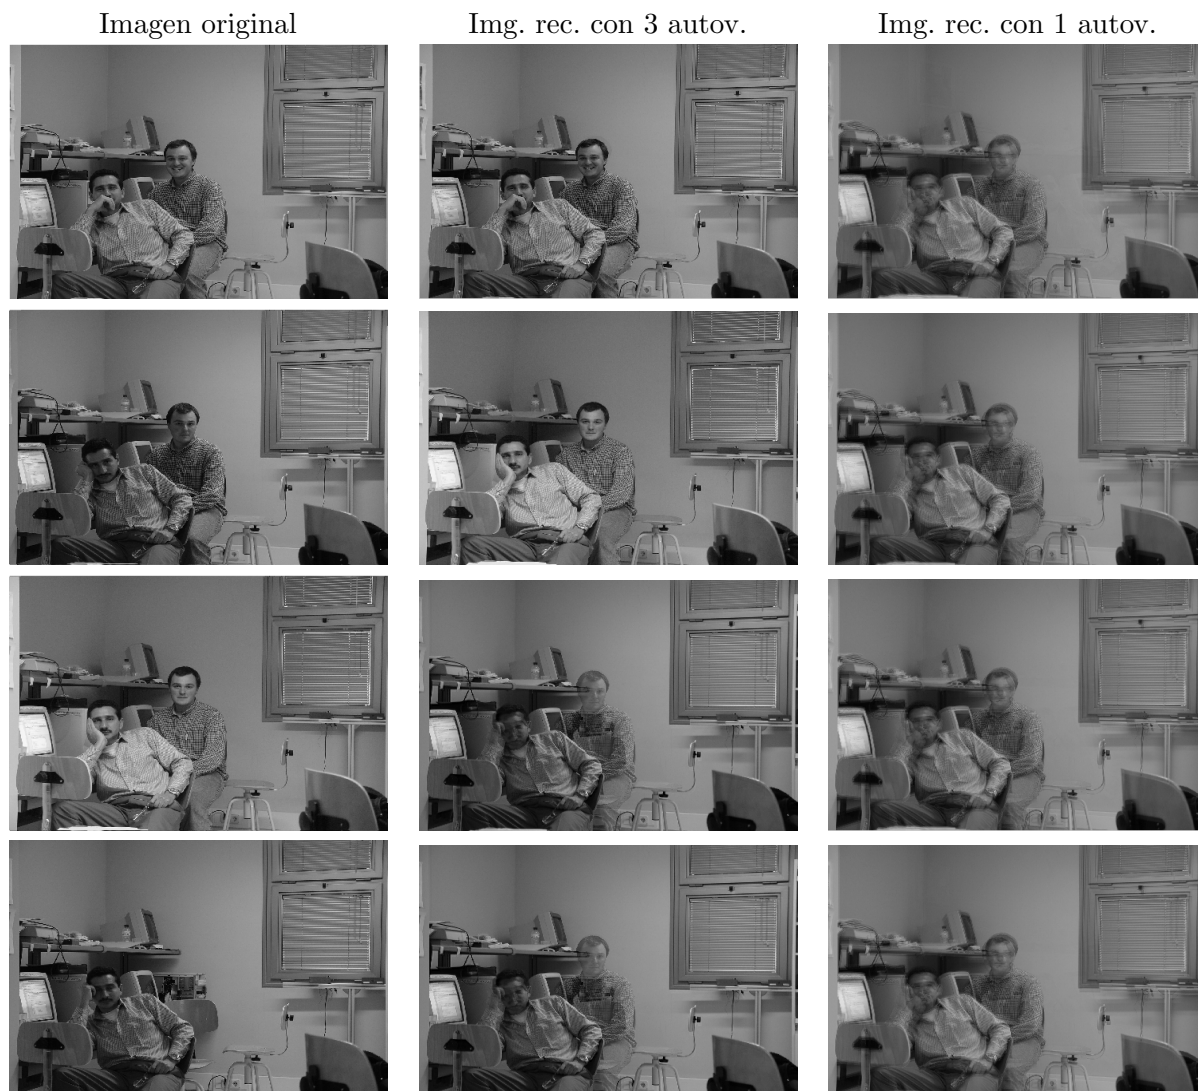 Imagen original
Img. rec. con 3 autov.
Img. rec. con 1 autov.